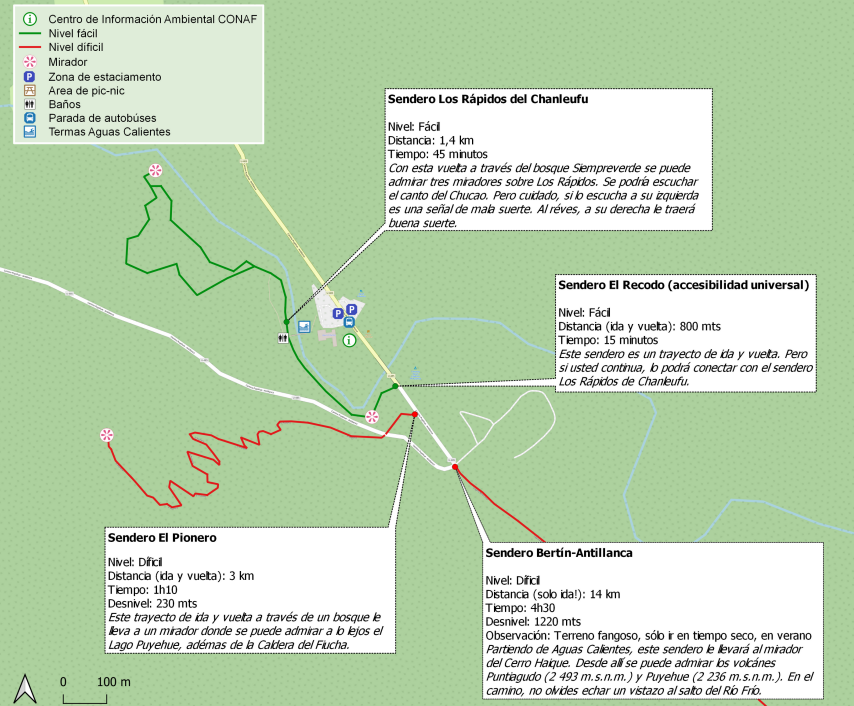 Centro de Información Ambiental CONAF
Nivel fácil
Nivel díficil
Mirador
Zona de estaciamento
Area de pic-nic
Baños
Parada de autobúses
Termas Aguas Calientes
Sendero Los Rápidos del Chanleufu
Nivel: Fácil
Distancia: 1,4 km
Tiempo: 45 minutos
Con esta vuelta a través del bosque Siempreverde se puede
admirar tres miradores sobre Los Rápidos. Se podría escuchar
el canto del Chucao. Pero cuidado, si lo escucha a su izquierda
es una señal de mala suerte. Al réves, a su derecha le traerá
buena suerte.
Sendero El Recodo (accesibilidad universal)
Nivel: Fácil
Distancia (ida y vuelta): 800 mts
Tiempo: 15 minutos
Este sendero es un trayecto de ida y vuelta. Pero
si usted continua, lo podrá conectar con el sendero
Los Rápidos de Chanleufu.
Sendero El Pionero
Nivel: Díficil
Distancia (ida y vuelta): 3 km
Tiempo: 1h10
Desnivel: 230 mts
Este trayecto de ida y vuelta a través de un bosque le
lleva a un mirador donde se puede admirar a lo lejos el
Lago Puyehue, adémas de la Caldera del Fiucha.
Sendero Bertín-Antillanca
Nivel: Díficil
Distancia (solo ida!): 14 km
Tiempo: 4h30
Desnivel: 1220 mts
Observación: Terreno fangoso, sólo ir en tiempo seco, en verano
Partiendo de Aguas Calientes, este sendero le llevará al mirador
del Cerro Haique. Desde allí se puede admirar los volcánes
Puntiagudo (2 493 m.s.n.m.) y Puyehue (2 236 m.s.n.m.). En el
camino, no olvides echar un vistazo al salto del Río Frío.
0 100 m